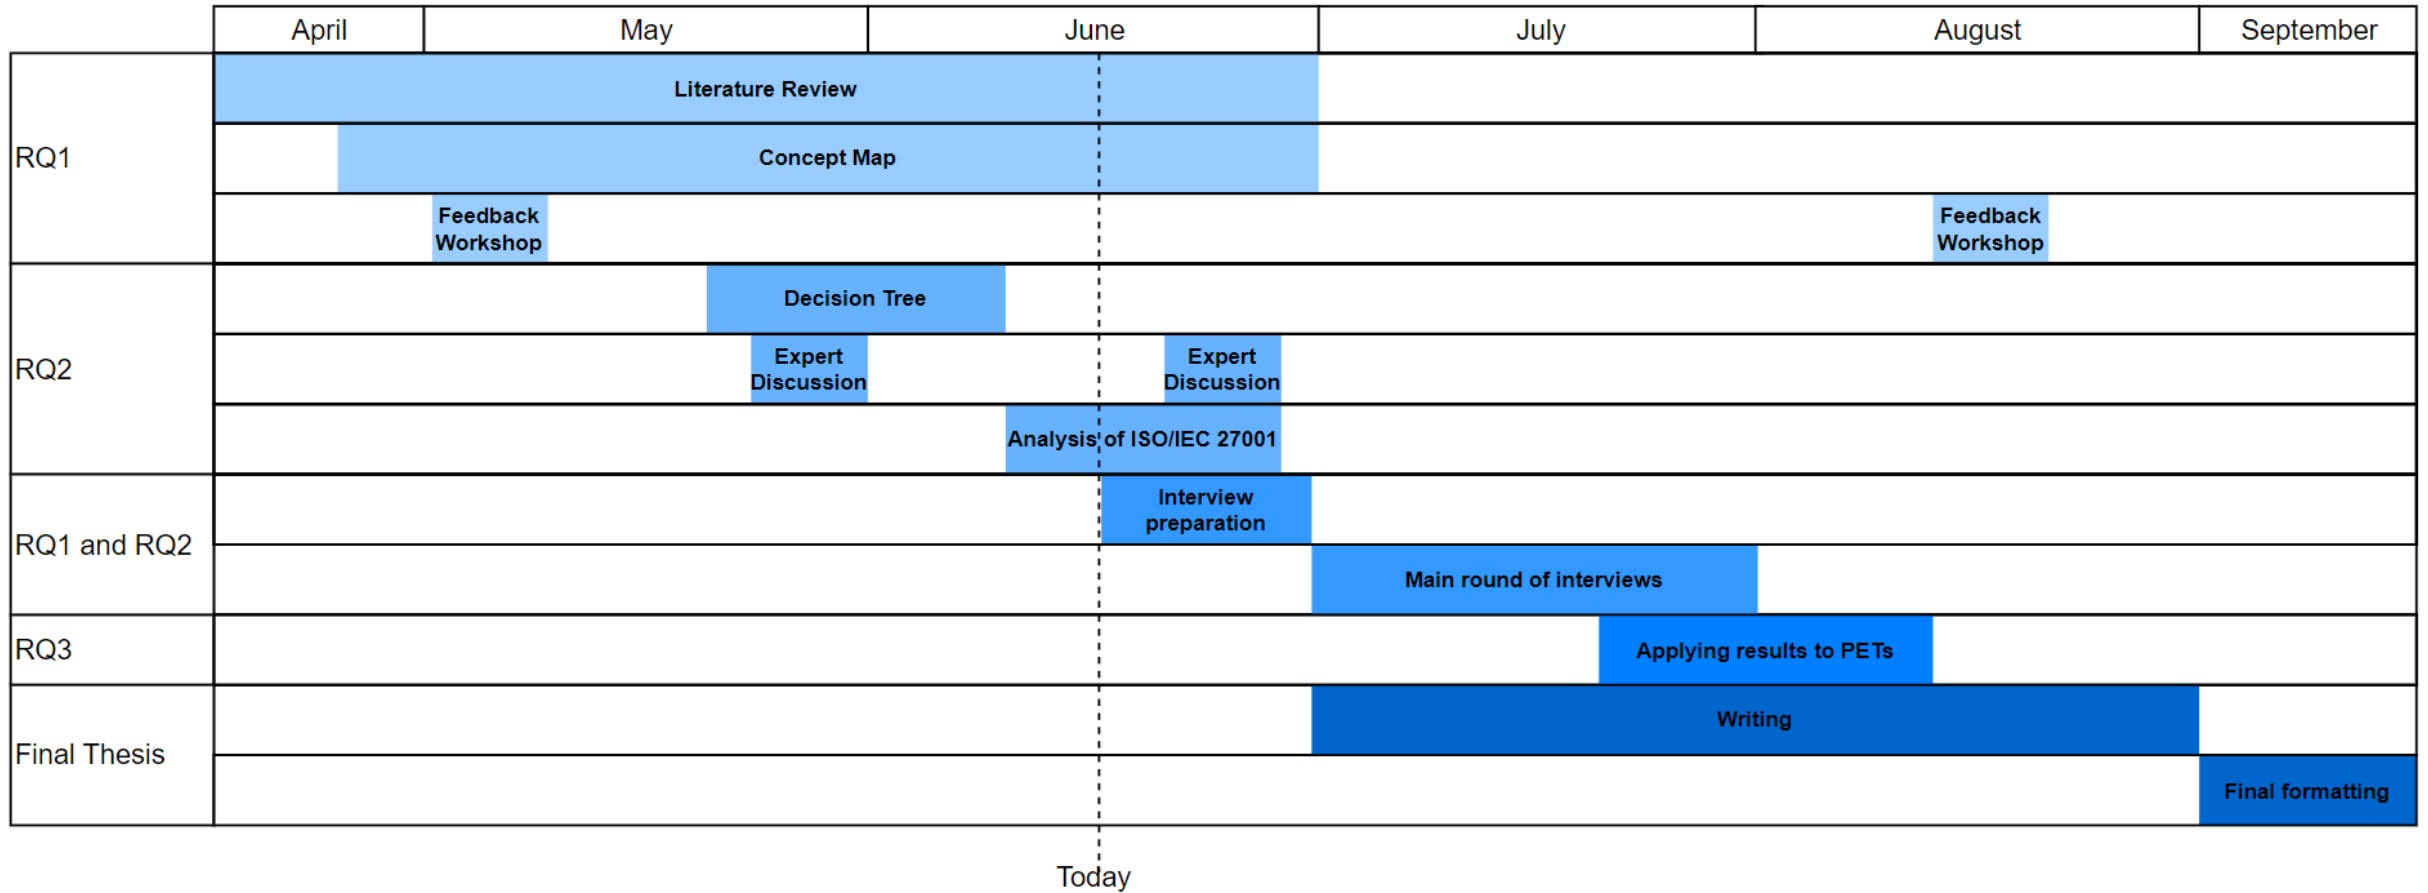 April May June July August September
Literature Review
RQ1
Concept Map
Feedback
Workshop
Feedback
Workshop
Decision Tree
RQ2
Expert
Discussion
Expert
Discussion
Analysis of ISO/IEC 27001
RQ1 and RQ2
Interview
preparation
Main round of interviews
RQ3
Applying results to PETs
Final Thesis
Writing
Final formatting
Today